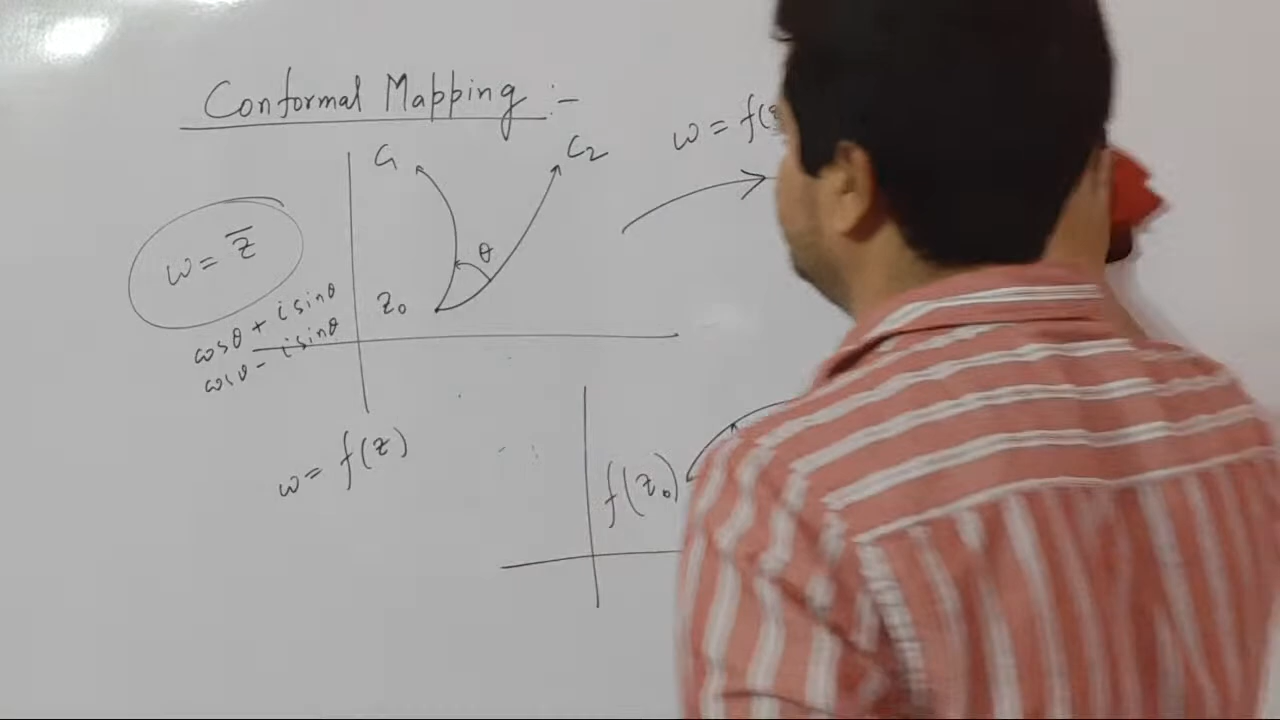 Conformal Mapping :-
C₁
C₂
w = f(z
w = z̅
θ
z₀
cosθ + i sinθ
cosθ - i sinθ
w = f(z)
f(z₀)